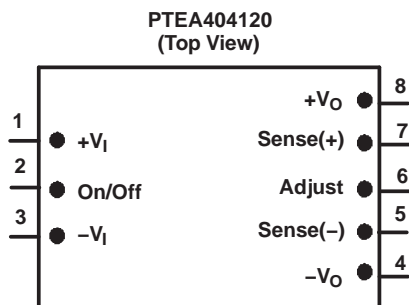 PTEA404120
(Top View)
1
+VI
2
On/Off
3
−VI
+VO
8
Sense(+)
7
Adjust
6
Sense(−)
5
−VO
4